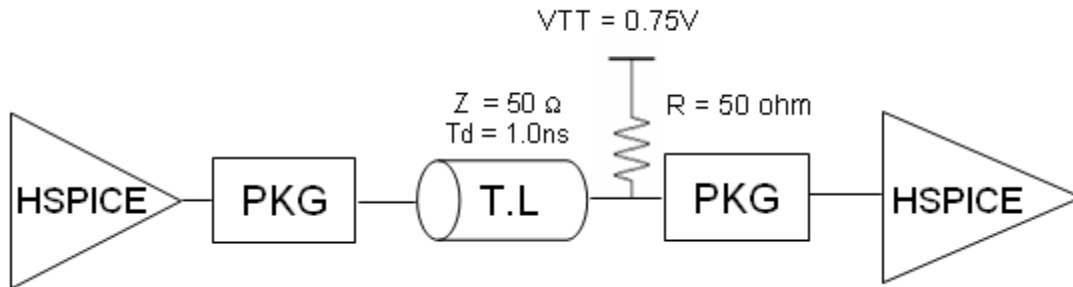 VTT = 0.75V
Z = 50 Ω
Td = 1.0ns
R = 50 ohm
HSPICE
PKG
T.L
PKG
HSPICE